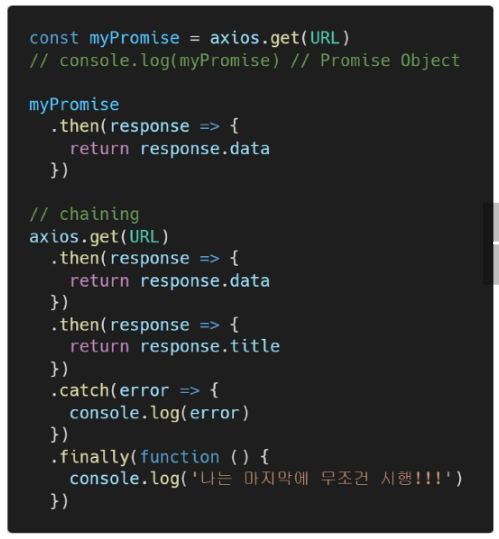 const myPromise = axios.get(URL)
// console.log(myPromise) // Promise Object
myPromise
.then(response => {
return response.data
})
// chaining
axios.get(URL)
.then(response => {
return response.data
})
.then(response => {
return response.title
})
.catch(error => {
console.log(error)
})
.finally(function () {
console.log('나는 마지막에 무조건 시행!!!')
})